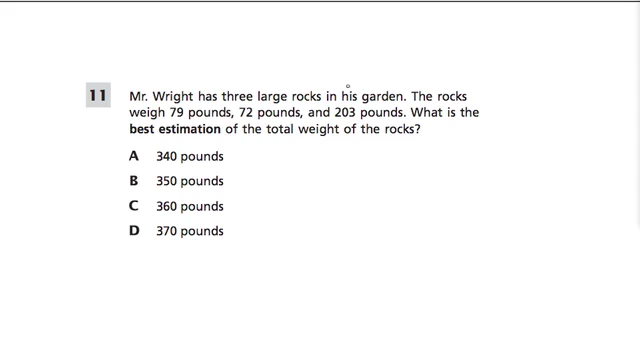 11 Mr. Wright has three large rocks in his garden. The rocks
weigh 79 pounds, 72 pounds, and 203 pounds. What is the
best estimation of the total weight of the rocks?
A 340 pounds
B 350 pounds
C 360 pounds
D 370 pounds